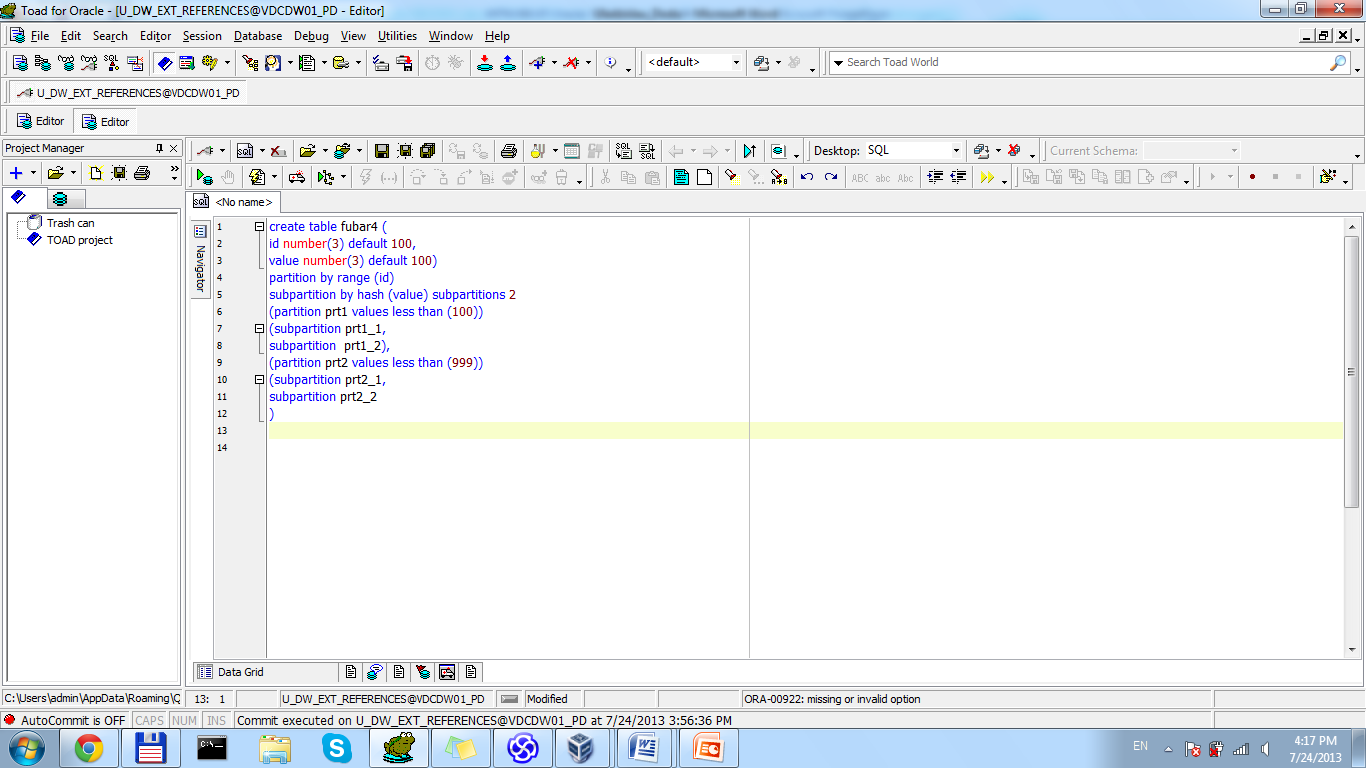 Toad for Oracle - [U_DW_EXT_REFERENCES@VDCDW01_PD - Editor]
File Edit Search Editor Session Database Debug View Utilities Window Help
<default>
Search Toad World
U_DW_EXT_REFERENCES@VDCDW01_PD
Editor Editor
Project Manager
Desktop: SQL
Current Schema:
Trash can
TOAD project
<No name>
Navigator
1 create table fubar4 (
2 id number(3) default 100,
3 value number(3) default 100)
4 partition by range (id)
5 subpartition by hash (value) subpartitions 2
6 (partition prt1 values less than (100))
7 (subpartition prt1_1,
8 subpartition  prt1_2),
9 (partition prt2 values less than (999))
10 (subpartition prt2_1,
11 subpartition prt2_2
12 )
13
14
Data Grid
C:\Users\admin\AppData\Roaming\Q
13: 1
U_DW_EXT_REFERENCES@VDCDW01_PD
Modified
ORA-00922: missing or invalid option
AutoCommit is OFF CAPS NUM INS Commit executed on U_DW_EXT_REFERENCES@VDCDW01_PD at 7/24/2013 3:56:36 PM
EN
4:17 PM
7/24/2013